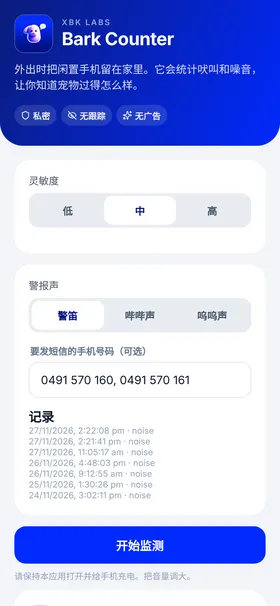 XBK LABS
Bark Counter
外出时把闲置手机留在家里。它会统计吠叫和噪音，
让你知道宠物过得怎么样。
私密
无跟踪
无广告
灵敏度
低
中
高
警报声
警笛
哔哔声
呜呜声
要发短信的手机号码（可选）
0491 570 160, 0491 570 161
记录
27/11/2026, 2:22:08 pm · noise
27/11/2026, 2:21:41 pm · noise
27/11/2026, 11:05:17 am · noise
26/11/2026, 4:48:03 pm · noise
26/11/2026, 9:12:55 am · noise
25/11/2026, 1:30:26 pm · noise
24/11/2026, 3:02:11 pm · noise
开始监测
请保持本应用打开并给手机充电。把音量调大。